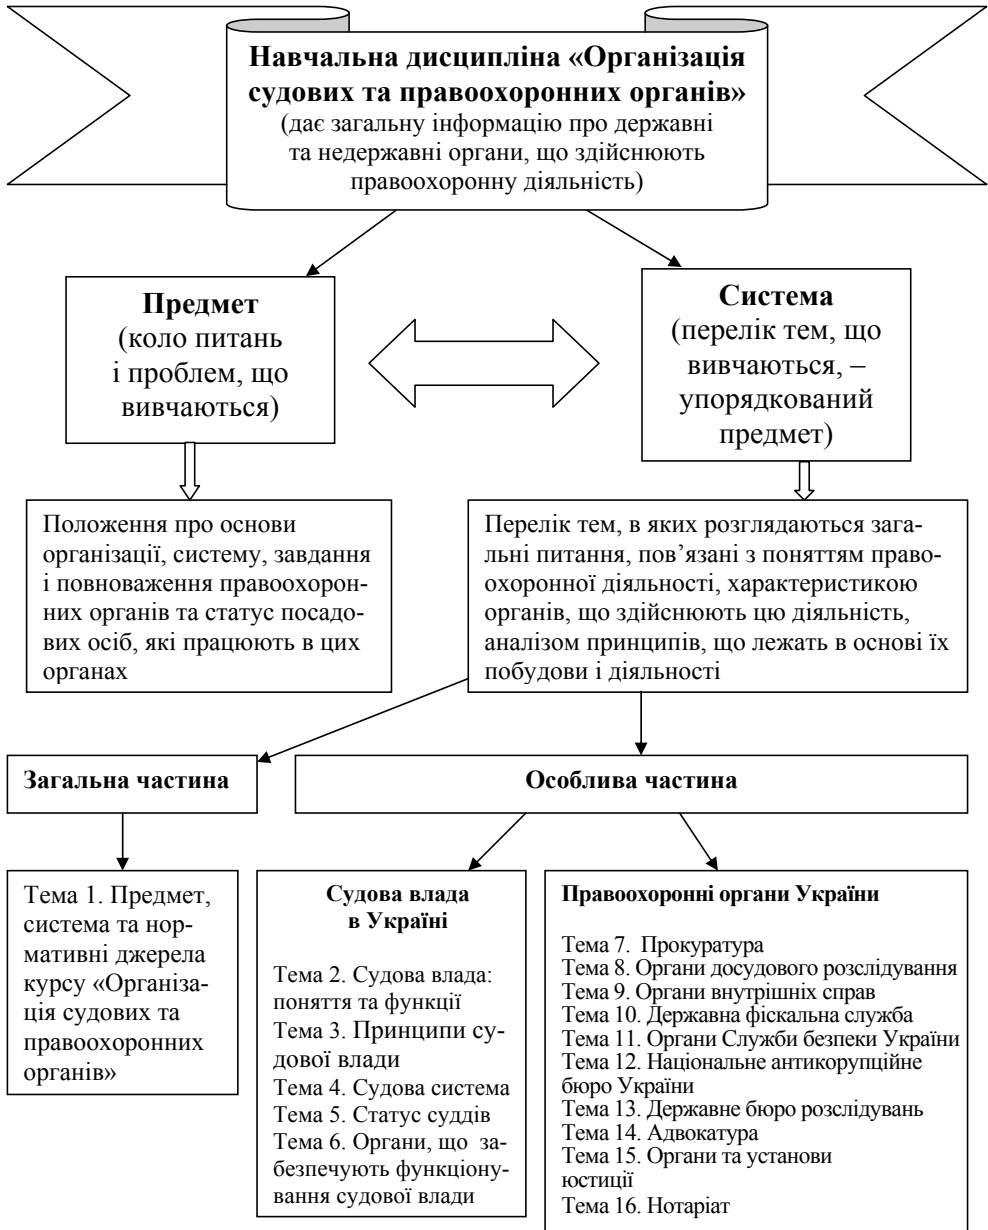 Навчальна дисципліна «Організація
судових та правоохоронних органів»
(дає загальну інформацію про державні
та недержавні органи, що здійснюють
правоохоронну діяльність)
Предмет
(коло питань
і проблем, що
вивчаються)
Система
(перелік тем, що
вивчаються, –
упорядкований
предмет)
Положення про основи
організації, систему, завдання
і повноваження правоохорон-
них органів та статус посадо-
вих осіб, які працюють в цих
органах
Перелік тем, в яких розглядаються зага-
льні питання, пов’язані з поняттям право-
охоронної діяльності, характеристикою
органів, що здійснюють цю діяльність,
аналізом принципів, що лежать в основі їх
побудови і діяльності
Загальна частина
Особлива частина
Тема 1. Предмет,
система та нор-
мативні джерела
курсу «Організа-
ція судових та
правоохоронних
органів»
Судова влада
в Україні
Тема 2. Судова влада:
поняття та функції
Тема 3. Принципи су-
дової влади
Тема 4. Судова система
Тема 5. Статус суддів
Тема 6. Органи, що за-
безпечують функціону-
вання судової влади
Правоохоронні органи України
Тема 7. Прокуратура
Тема 8. Органи досудового розслідування
Тема 9. Органи внутрішніх справ
Тема 10. Державна фіскальна служба
Тема 11. Органи Служби безпеки України
Тема 12. Національне антикорупційне
бюро України
Тема 13. Державне бюро розслідувань
Тема 14. Адвокатура
Тема 15. Органи та установи
юстиції
Тема 16. Нотаріат